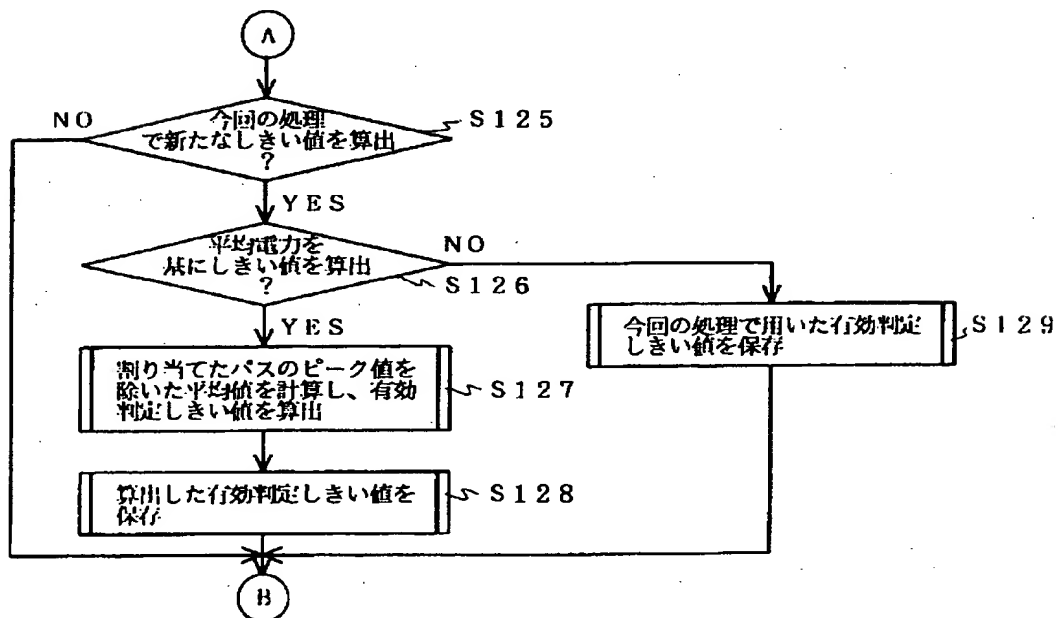 A
今回の処理
で新たなしきい値を算出
?
NO
S125
YES
平均電力を
基にしきい値を算出
?
NO
S126
YES
今回の処理で用いた有効判定
しきい値を保存
S129
割り当てたパスのピーク値を
除いた平均値を計算し、有効
判定しきい値を算出
S127
算出した有効判定しきい値を
保存
S128
B